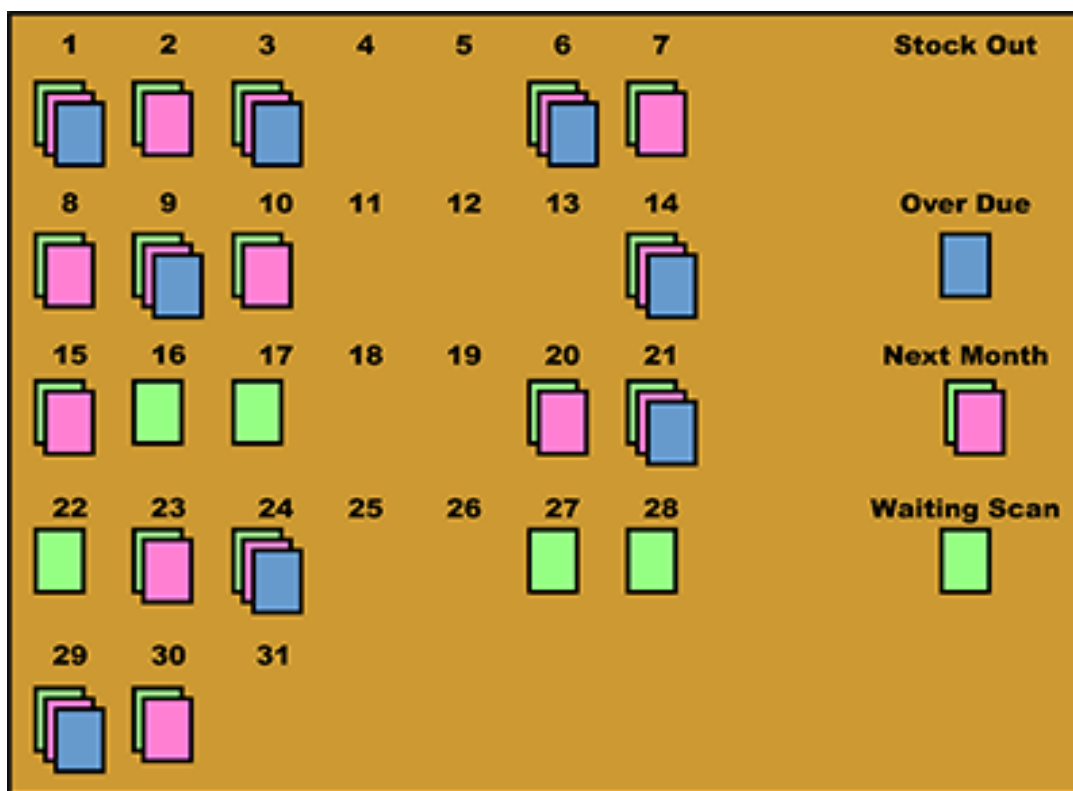 1 2 3 4 5 6 7 Stock Out
8 9 10 11 12 13 14 Over Due
15 16 17 18 19 20 21 Next Month
22 23 24 25 26 27 28 Waiting Scan
29 30 31